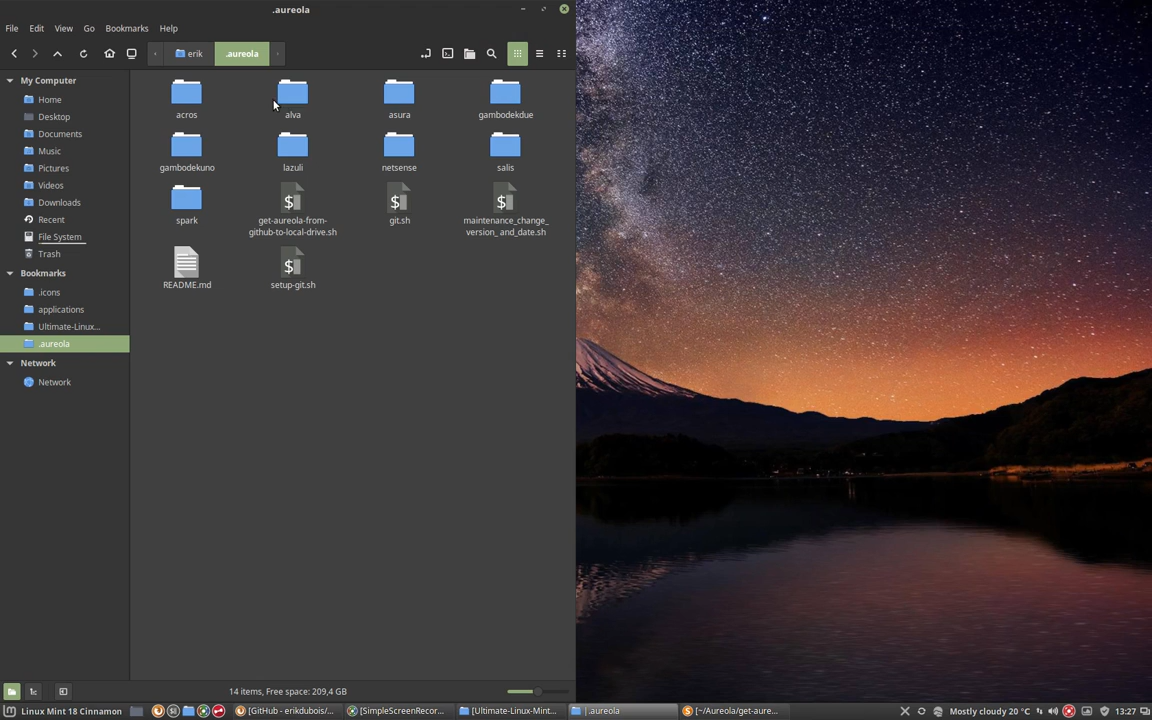 .aureola
File Edit View Go Bookmarks Help
erik .aureola
My Computer
Home
Desktop
Documents
Music
Pictures
Videos
Downloads
Recent
File System
Trash
Bookmarks
.icons
applications
Ultimate-Linux...
.aureola
Network
Network
acros alva asura gambodekdue
gambodekuno lazuli netsense salis
spark get-aureola-from- git.sh maintenance_change_
github-to-local-drive.sh version_and_date.sh
README.md setup-git.sh
14 items, Free space: 209,4 GB
Linux Mint 18 Cinnamon [GitHub - erikdubois/... [SimpleScreenRecor... [Ultimate-Linux-Mint... .aureola [~/Aureola/get-aure... Mostly cloudy 20 °C 13:27